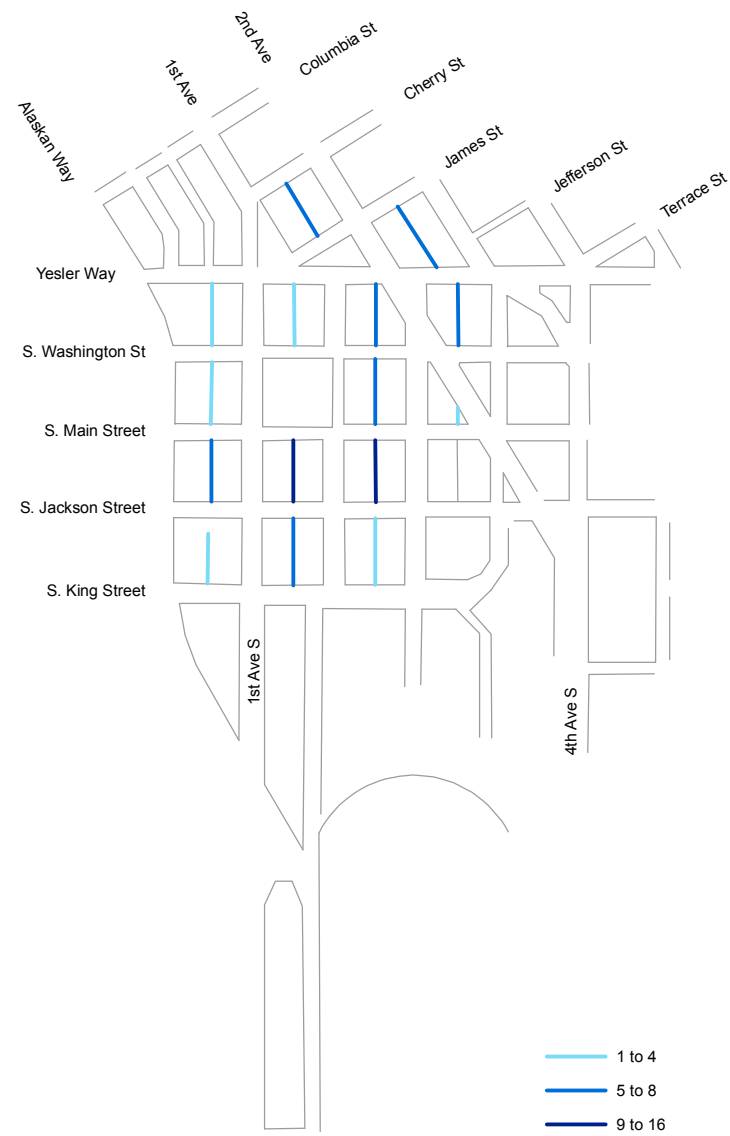 2nd Ave
Columbia St
1st Ave
Cherry St
Alaskan Way
James St
Jefferson St
Terrace St
Yesler Way
S. Washington St
S. Main Street
S. Jackson Street
S. King Street
1st Ave S
4th Ave S
1 to 4
5 to 8
9 to 16